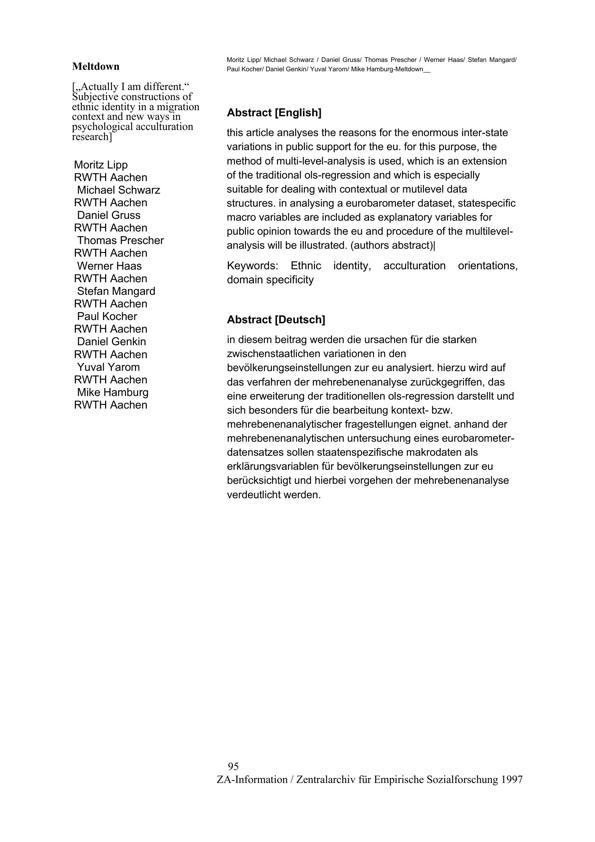 Meltdown
[„Actually I am different.“
Subjective constructions of
ethnic identity in a migration
context and new ways in
psychological acculturation
research]
Moritz Lipp
RWTH Aachen
Michael Schwarz
RWTH Aachen
Daniel Gruss
RWTH Aachen
Thomas Prescher
RWTH Aachen
Werner Haas
RWTH Aachen
Stefan Mangard
RWTH Aachen
Paul Kocher
RWTH Aachen
Daniel Genkin
RWTH Aachen
Yuval Yarom
RWTH Aachen
Mike Hamburg
RWTH Aachen
Moritz Lipp/ Michael Schwarz / Daniel Gruss/ Thomas Prescher / Werner Haas/ Stefan Mangard/
Paul Kocher/ Daniel Genkin/ Yuval Yarom/ Mike Hamburg-Meltdown__
Abstract [English]
this article analyses the reasons for the enormous inter-state
variations in public support for the eu. for this purpose, the
method of multi-level-analysis is used, which is an extension
of the traditional ols-regression and which is especially
suitable for dealing with contextual or mutilevel data
structures. in analysing a eurobarometer dataset, statespecific
macro variables are included as explanatory variables for
public opinion towards the eu and procedure of the multilevel-
analysis will be illustrated. (authors abstract)|
Keywords: Ethnic identity, acculturation orientations,
domain specificity
Abstract [Deutsch]
in diesem beitrag werden die ursachen für die starken
zwischenstaatlichen variationen in den
bevölkerungseinstellungen zur eu analysiert. hierzu wird auf
das verfahren der mehrebenenanalyse zurückgegriffen, das
eine erweiterung der traditionellen ols-regression darstellt und
sich besonders für die bearbeitung kontext- bzw.
mehrebenenanalytischer fragestellungen eignet. anhand der
mehrebenenanalytischen untersuchung eines eurobarometer-
datensatzes sollen staatenspezifische makrodaten als
erklärungsvariablen für bevölkerungseinstellungen zur eu
berücksichtigt und hierbei vorgehen der mehrebenenanalyse
verdeutlicht werden.
95
ZA-Information / Zentralarchiv für Empirische Sozialforschung 1997